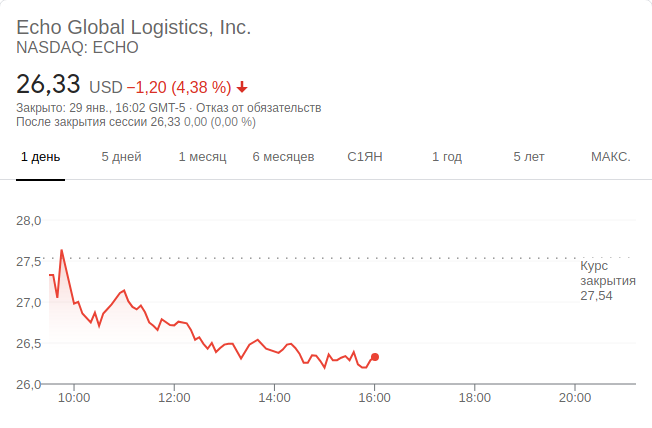 Echo Global Logistics, Inc.
NASDAQ: ECHO
26,33 USD −1,20 (4,38 %)
Закрыто: 29 янв., 16:02 GMT-5 · Отказ от обязательств
После закрытия сессии 26,33 0,00 (0,00 %)
1 день 5 дней 1 месяц 6 месяцев С1ЯН 1 год 5 лет МАКС.
28,0
27,5
Курс
закрытия
27,54
27,0
26,5
26,0
10:00 12:00 14:00 16:00 18:00 20:00